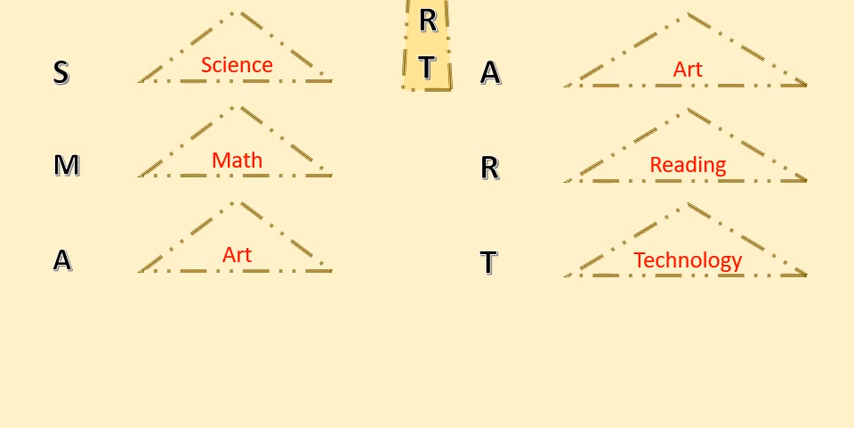 R
T
S Science
M Math
A Art
A Art
R Reading
T Technology